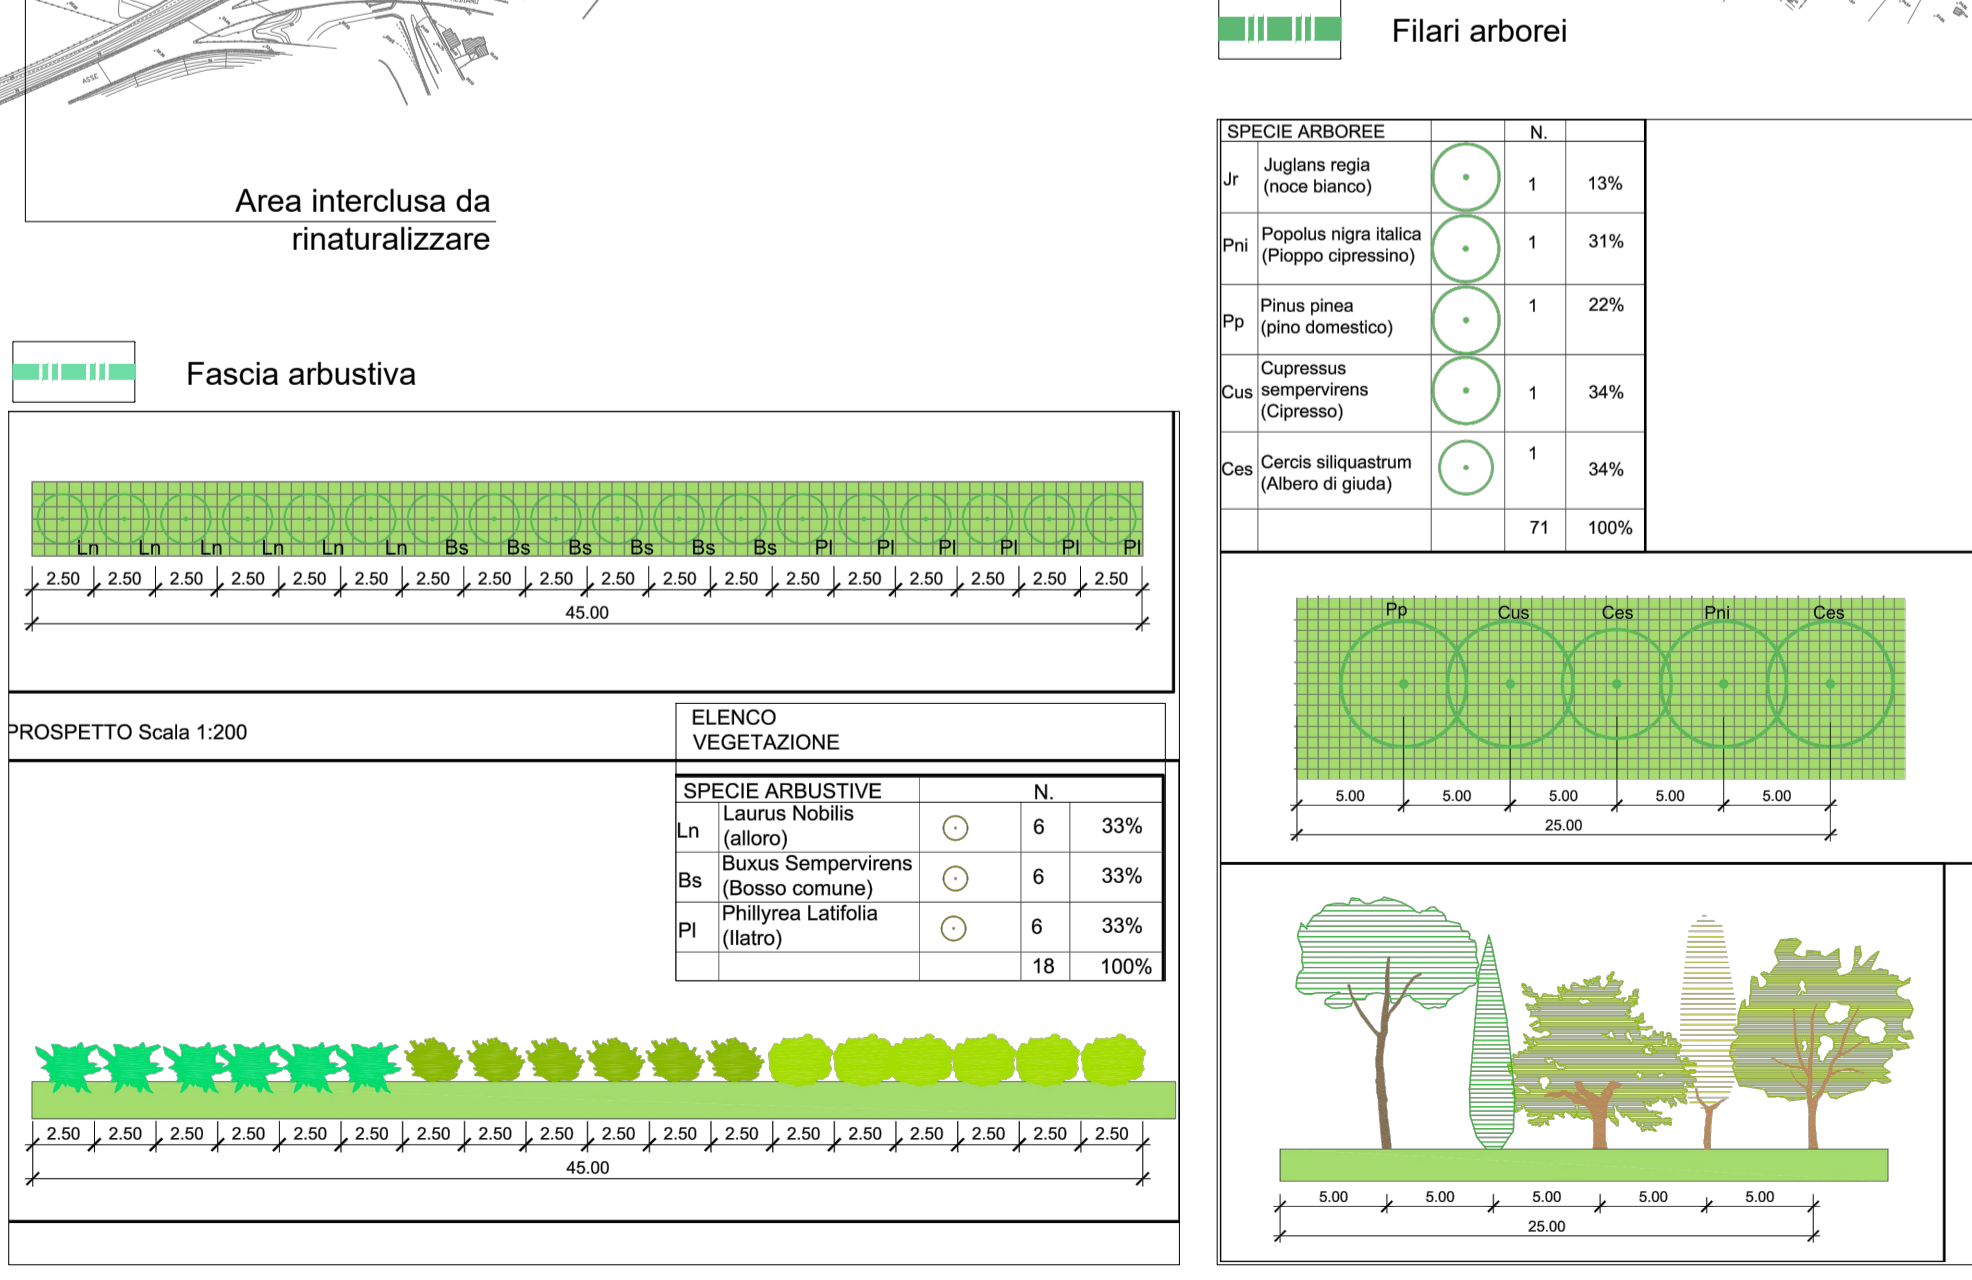 ASSE
Area interclusa da
rinaturalizzare
Fascia arbustiva
Ln Ln Ln Ln Ln Ln Bs Bs Bs Bs Bs Bs Pl Pl Pl Pl Pl Pl
2.50 2.50 2.50 2.50 2.50 2.50 2.50 2.50 2.50 2.50 2.50 2.50 2.50 2.50 2.50 2.50 2.50 2.50
45.00
PROSPETTO Scala 1:200
ELENCO
VEGETAZIONE
SPECIE ARBUSTIVE N.
Ln Laurus Nobilis
(alloro) 6 33%
Bs Buxus Sempervirens
(Bosso comune) 6 33%
Pl Phillyrea Latifolia
(Ilatro) 6 33%
18 100%
2.50 2.50 2.50 2.50 2.50 2.50 2.50 2.50 2.50 2.50 2.50 2.50 2.50 2.50 2.50 2.50 2.50 2.50
45.00
Filari arborei
SPECIE ARBOREE N.
Jr Juglans regia
(noce bianco) 1 13%
Pni Popolus nigra italica
(Pioppo cipressino) 1 31%
Pp Pinus pinea
(pino domestico) 1 22%
Cus Cupressus
sempervirens
(Cipresso) 1 34%
Ces Cercis siliquastrum
(Albero di giuda) 1 34%
71 100%
Pp Cus Ces Pni Ces
5.00 5.00 5.00 5.00 5.00
25.00
5.00 5.00 5.00 5.00 5.00
25.00